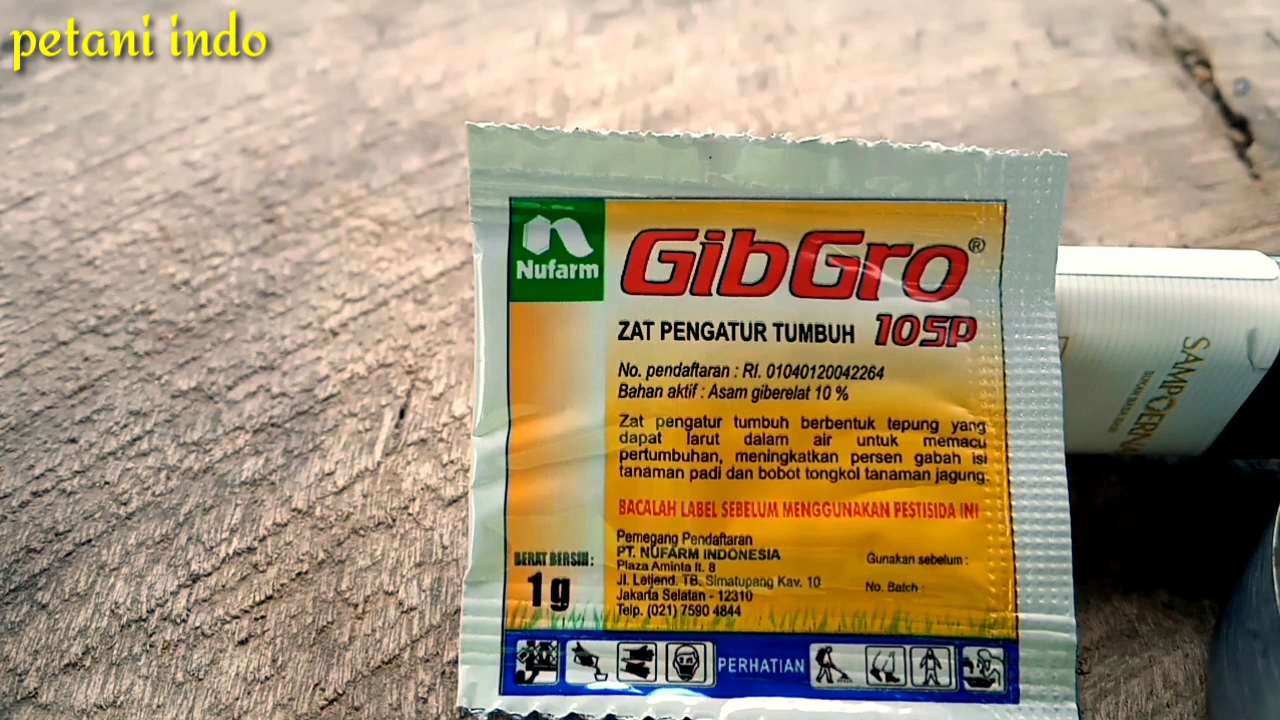 petani indo
Nufarm
GibGro®
ZAT PENGATUR TUMBUH 10SP
No. pendaftaran : RI. 01040120042264
Bahan aktif : Asam giberelat 10 %
Zat pengatur tumbuh berbentuk tepung yang
dapat larut dalam air untuk memacu
pertumbuhan, meningkatkan persen gabah isi
tanaman padi dan bobot tongkol tanaman jagung.
BACALAH LABEL SEBELUM MENGGUNAKAN PESTISIDA INI
Pemegang Pendaftaran
PT. NUFARM INDONESIA
Plaza Aminta lt. 8
Jl. Letjend. TB. Simatupang Kav. 10
Jakarta Selatan - 12310
Telp. (021) 7590 4844
Gunakan sebelum :
No. Batch :
BERAT BERSIH :
1 g
PERHATIAN
SAMPOERNA